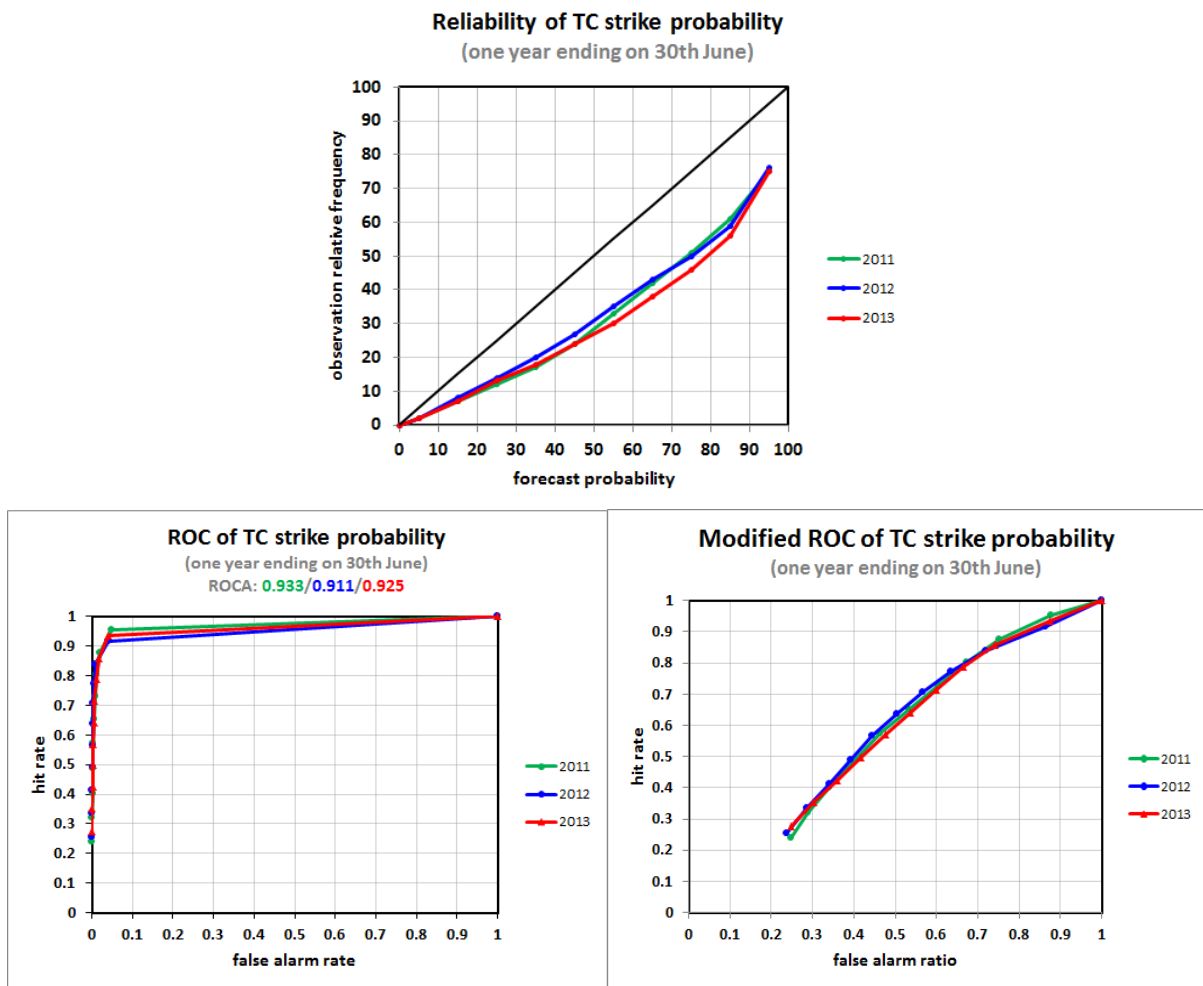 Reliability of TC strike probability
(one year ending on 30th June)
100
90
80
70
60
50
40
30
20
10
0
observation relative frequency
0 10 20 30 40 50 60 70 80 90 100
forecast probability
2011
2012
2013
ROC of TC strike probability
(one year ending on 30th June)
ROCA: 0.933/0.911/0.925
1
0.9
0.8
0.7
0.6
0.5
0.4
0.3
0.2
0.1
0
hit rate
0 0.1 0.2 0.3 0.4 0.5 0.6 0.7 0.8 0.9 1
false alarm rate
2011
2012
2013
Modified ROC of TC strike probability
(one year ending on 30th June)
1
0.9
0.8
0.7
0.6
0.5
0.4
0.3
0.2
0.1
0
hit rate
0 0.1 0.2 0.3 0.4 0.5 0.6 0.7 0.8 0.9 1
false alarm ratio
2011
2012
2013